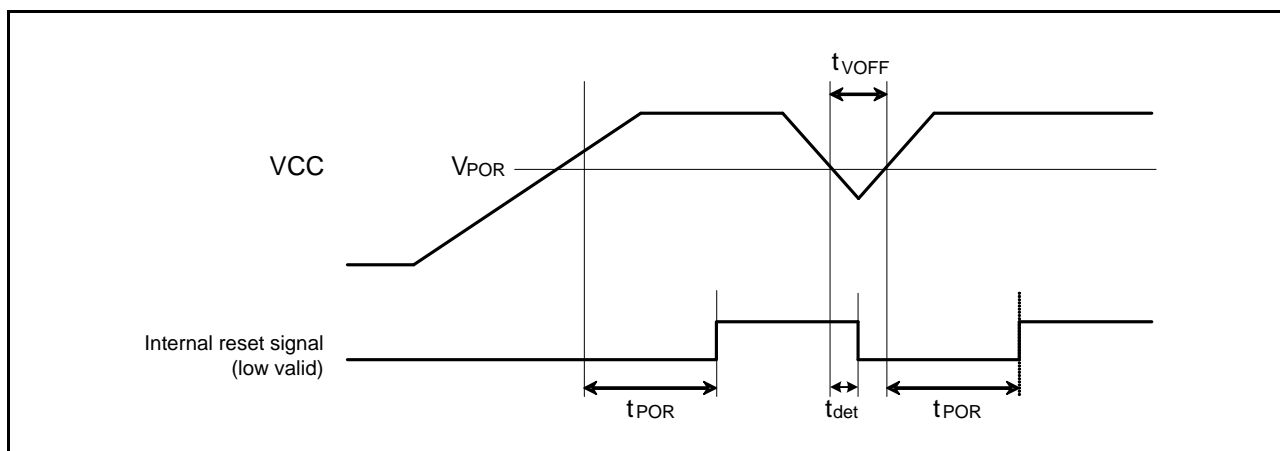 tVOFF
VCC
VPOR
Internal reset signal
(low valid)
tPOR
tdet
tPOR